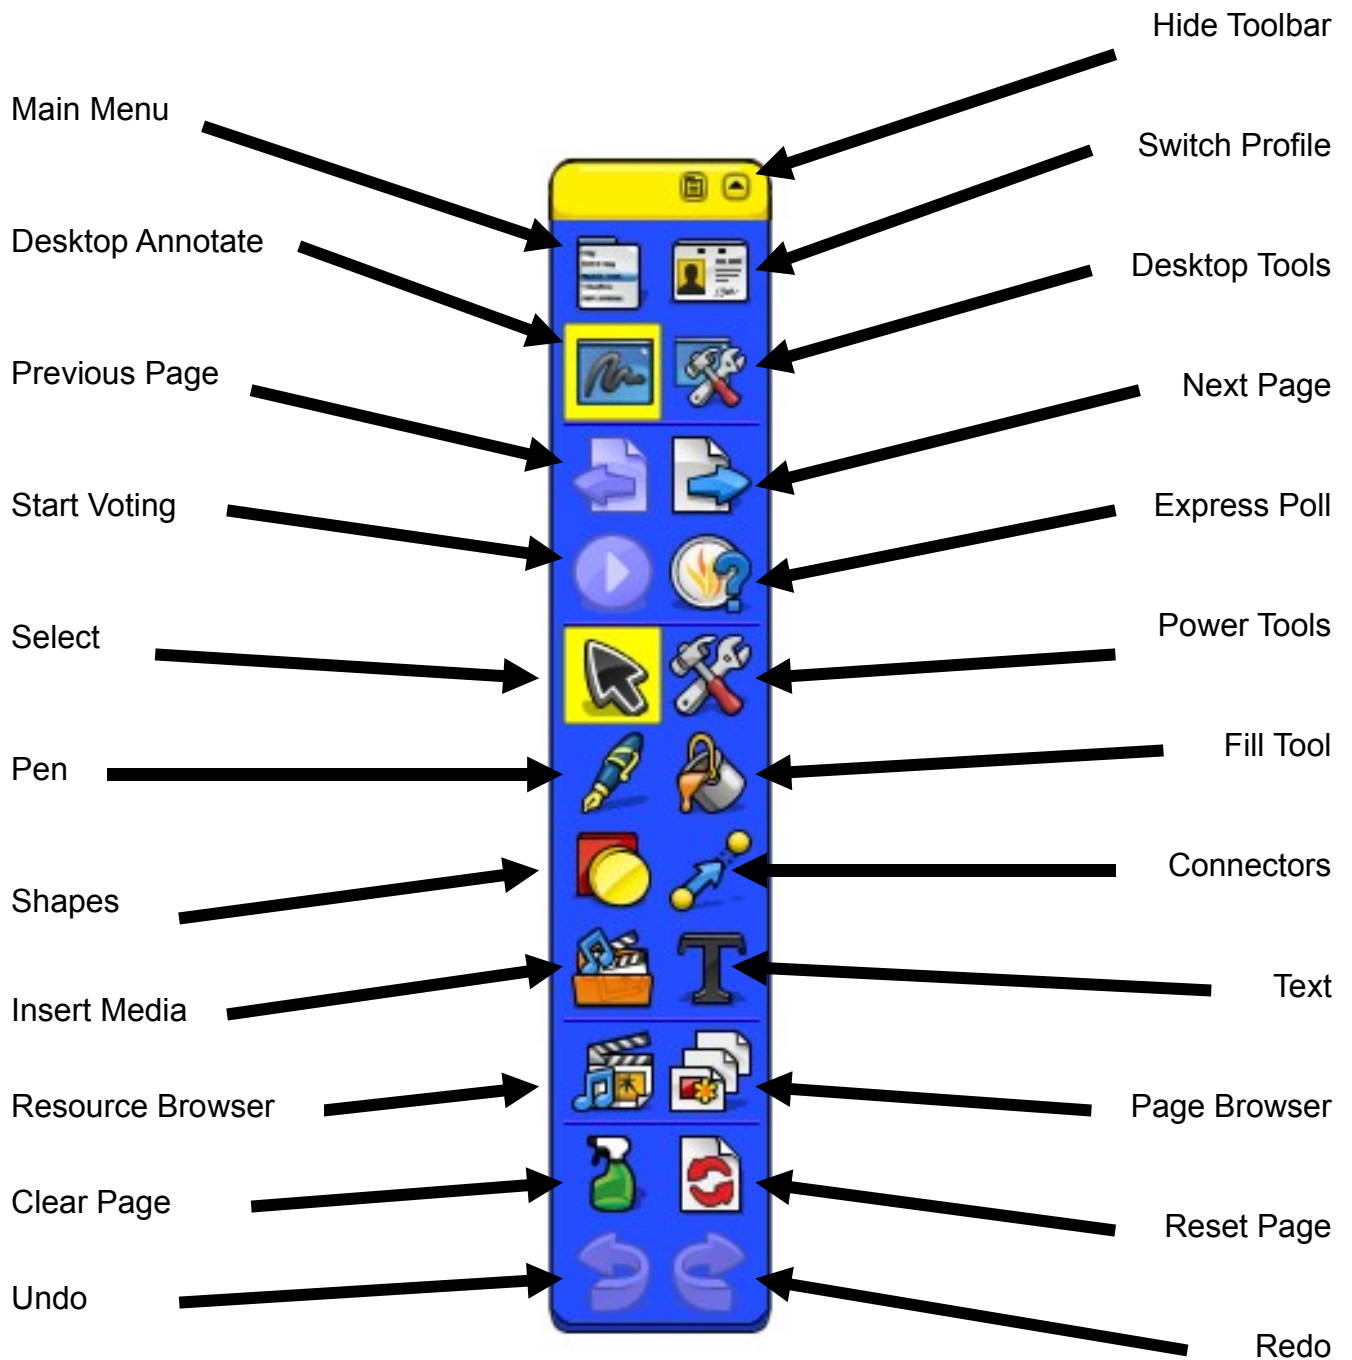 Hide Toolbar
Main Menu
Switch Profile
Desktop Annotate
Desktop Tools
Previous Page
Next Page
Start Voting
Express Poll
Select
Power Tools
Pen
Fill Tool
Shapes
Connectors
Insert Media
Text
Resource Browser
Page Browser
Clear Page
Reset Page
Undo
Redo